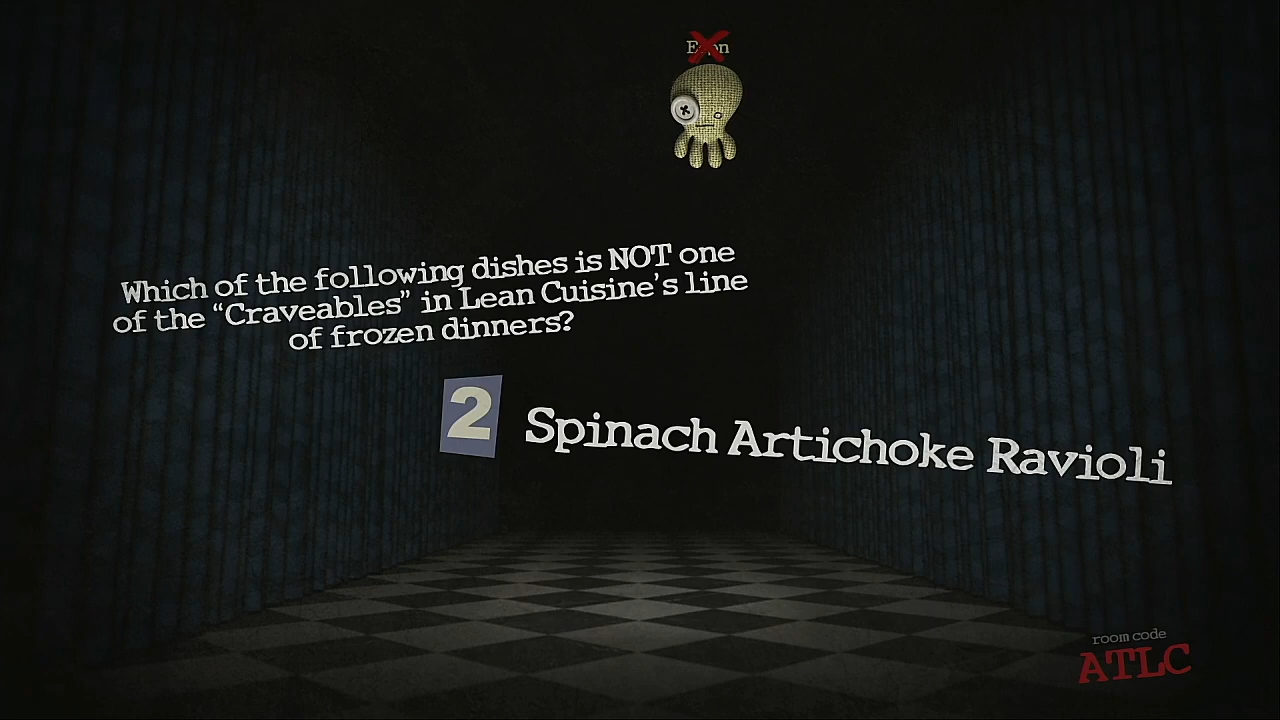 Which of the following dishes is NOT one
of the “Craveables” in Lean Cuisine’s line
of frozen dinners?
2 Spinach Artichoke Ravioli
room code
ATLC